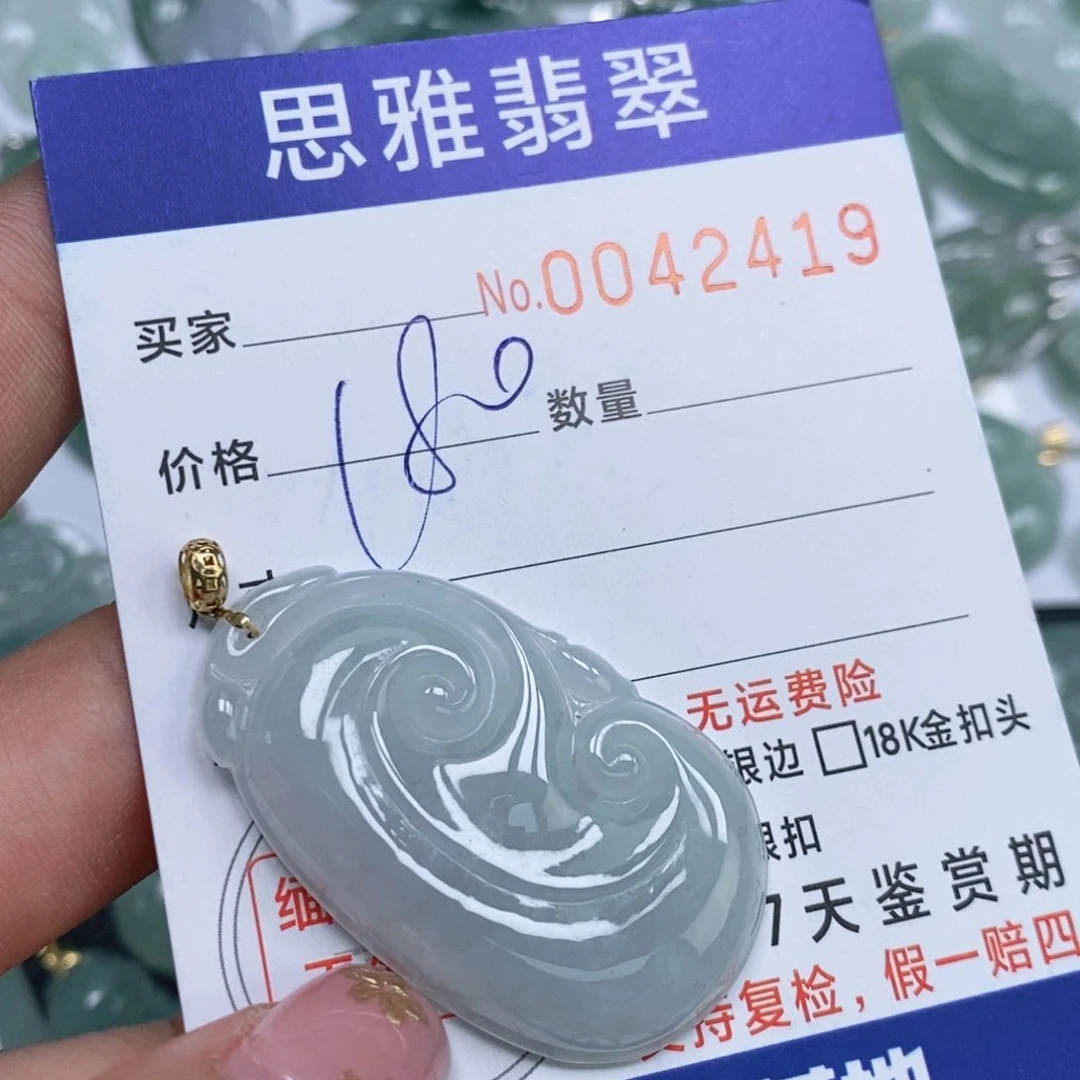 思雅翡翠
No.0042419
买家
180
价格 数量
无运费险
银边 □18K金扣头
银扣
7天鉴赏期
缅
支持复检，假一赔四